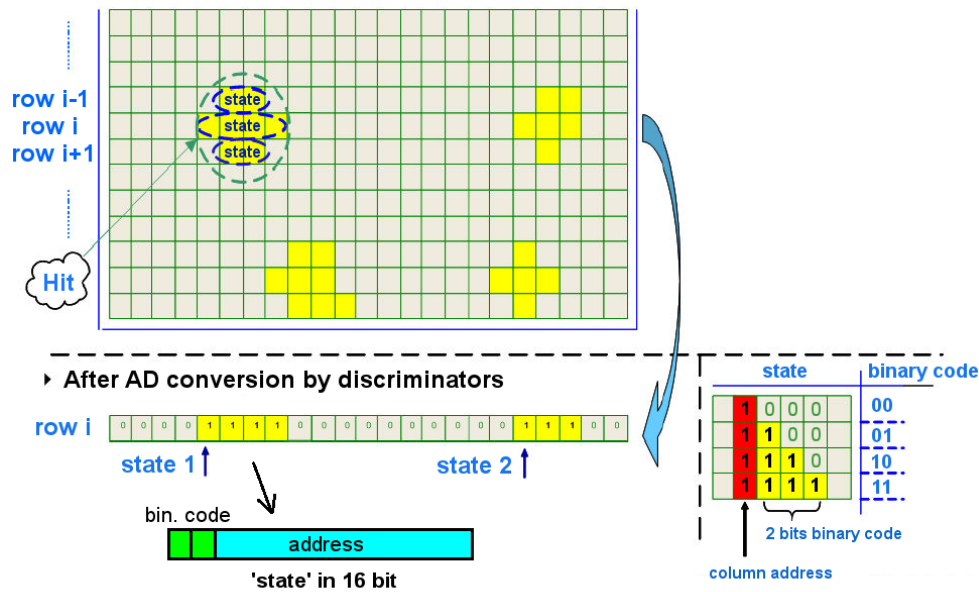 row i-1
state
row i
state
row i+1
state
Hit
After AD conversion by discriminators
row i
0 0 0 0 1 1 1 1 0 0 0 0 0 0 0 0 0 0 1 1 1 0 0
state 1
state 2
bin. code
address
'state' in 16 bit
state
binary code
1 0 0 0
00
1 1 0 0
01
1 1 1 0
10
1 1 1 1
11
2 bits binary code
column address